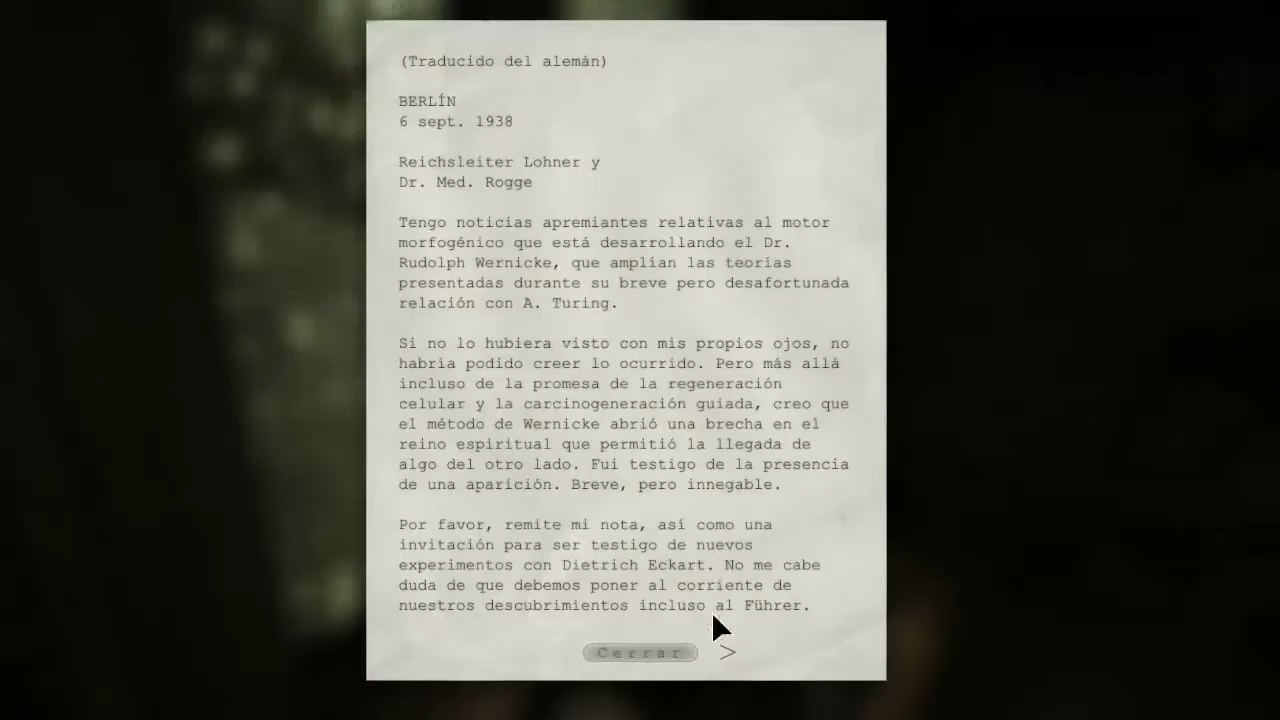 (Traducido del alemán)
BERLÍN
6 sept. 1938
Reichsleiter Lohner y
Dr. Med. Rogge
Tengo noticias apremiantes relativas al motor
morfogénico que está desarrollando el Dr.
Rudolph Wernicke, que amplían las teorías
presentadas durante su breve pero desafortunada
relación con A. Turing.
Si no lo hubiera visto con mis propios ojos, no
habría podido creer lo ocurrido. Pero más allá
incluso de la promesa de la regeneración
celular y la carcinogeneración guiada, creo que
el método de Wernicke abrió una brecha en el
reino espiritual que permitió la llegada de
algo del otro lado. Fui testigo de la presencia
de una aparición. Breve, pero innegable.
Por favor, remite mi nota, así como una
invitación para ser testigo de nuevos
experimentos con Dietrich Eckart. No me cabe
duda de que debemos poner al corriente de
nuestros descubrimientos incluso al Führer.
Cerrar >